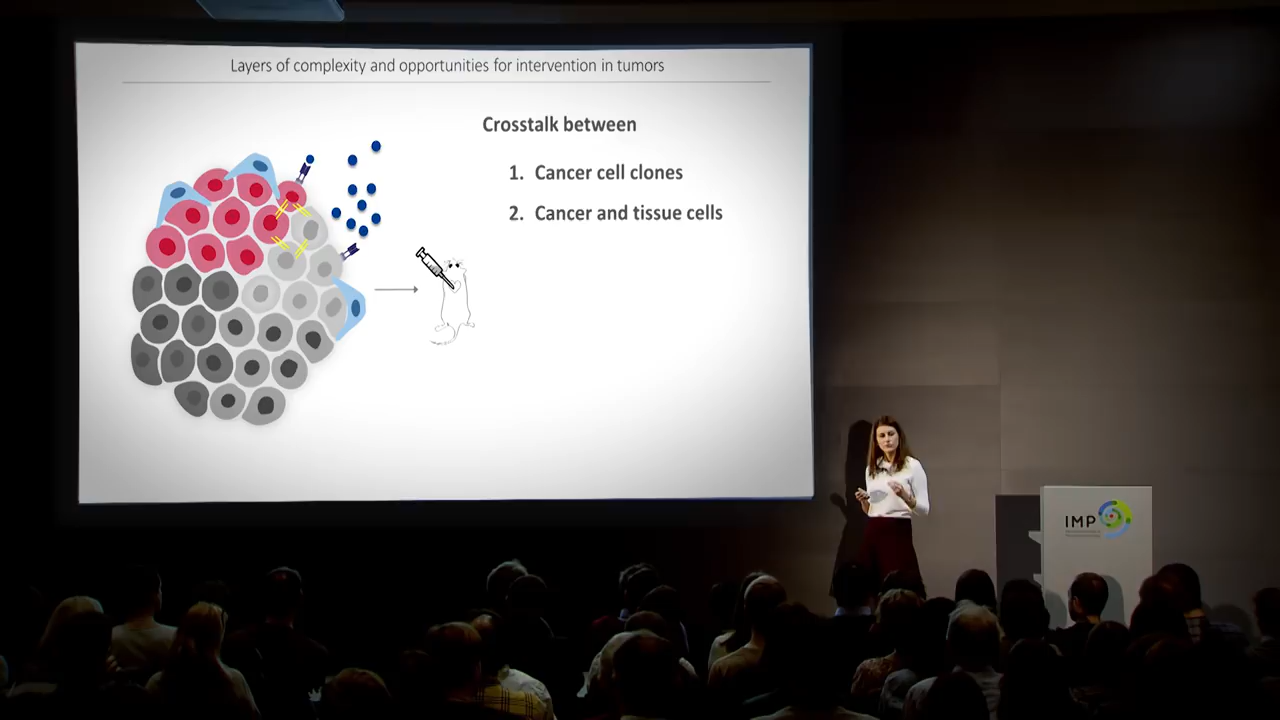 Layers of complexity and opportunities for intervention in tumors
Crosstalk between
1. Cancer cell clones
2. Cancer and tissue cells
IMP